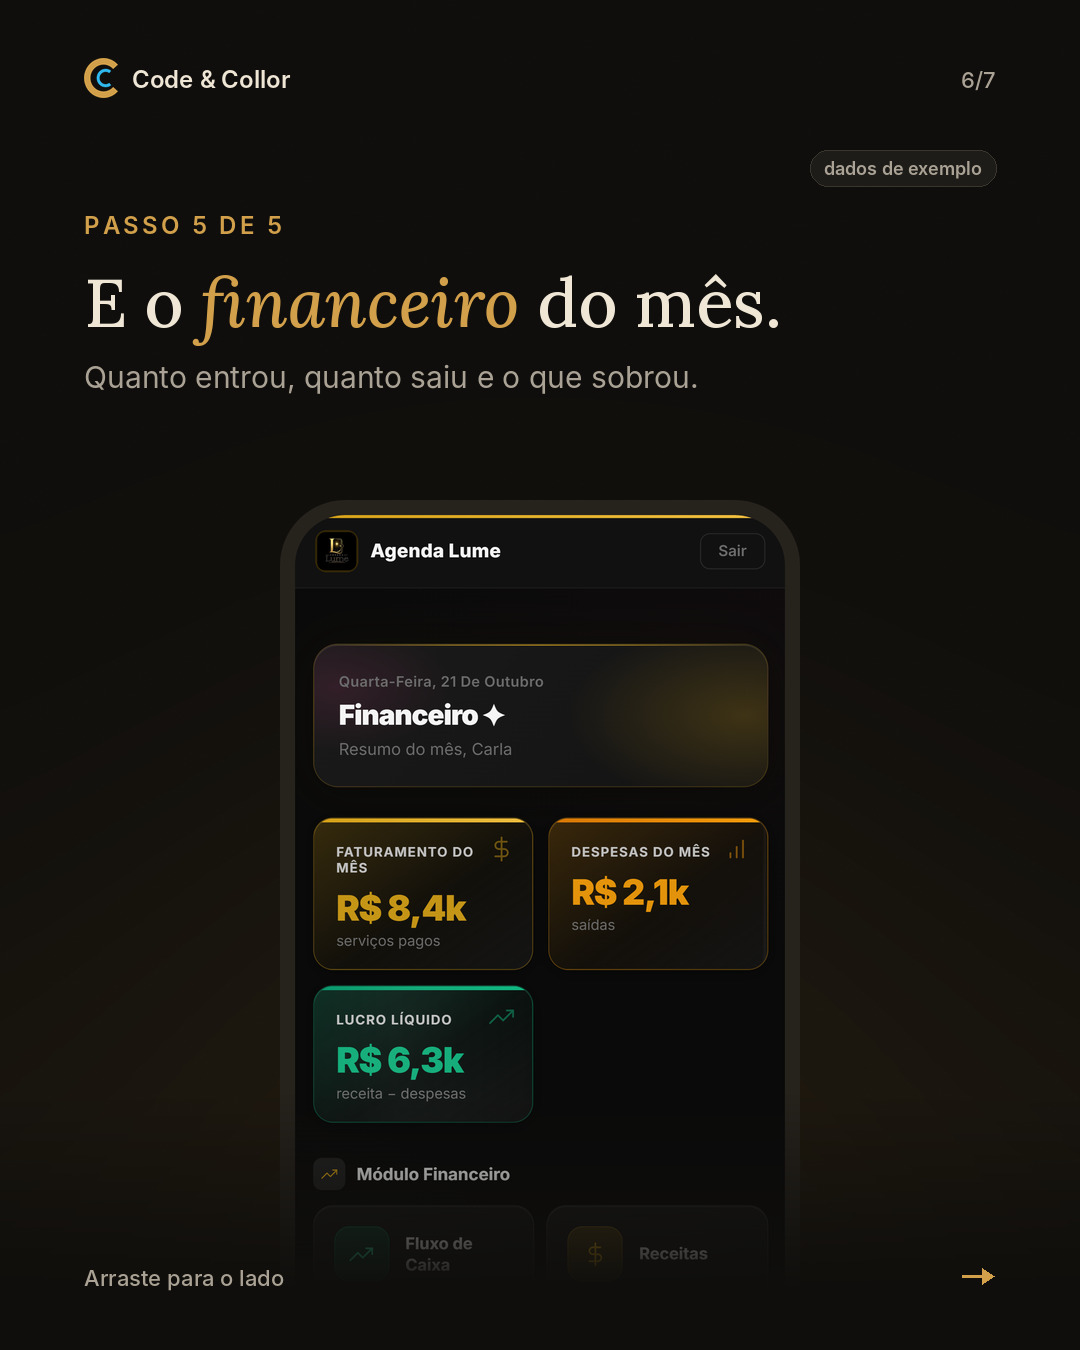 Code & Collor
6/7
dados de exemplo
PASSO 5 DE 5
E o financeiro do mês.
Quanto entrou, quanto saiu e o que sobrou.
Lume
Agenda Lume
Sair
Quarta-Feira, 21 De Outubro
Financeiro
Resumo do mês, Carla
FATURAMENTO DO
MÊS
R$ 8,4k
serviços pagos
DESPESAS DO MÊS
R$ 2,1k
saídas
LUCRO LÍQUIDO
R$ 6,3k
receita – despesas
Módulo Financeiro
Fluxo de
Caixa
Receitas
Arraste para o lado